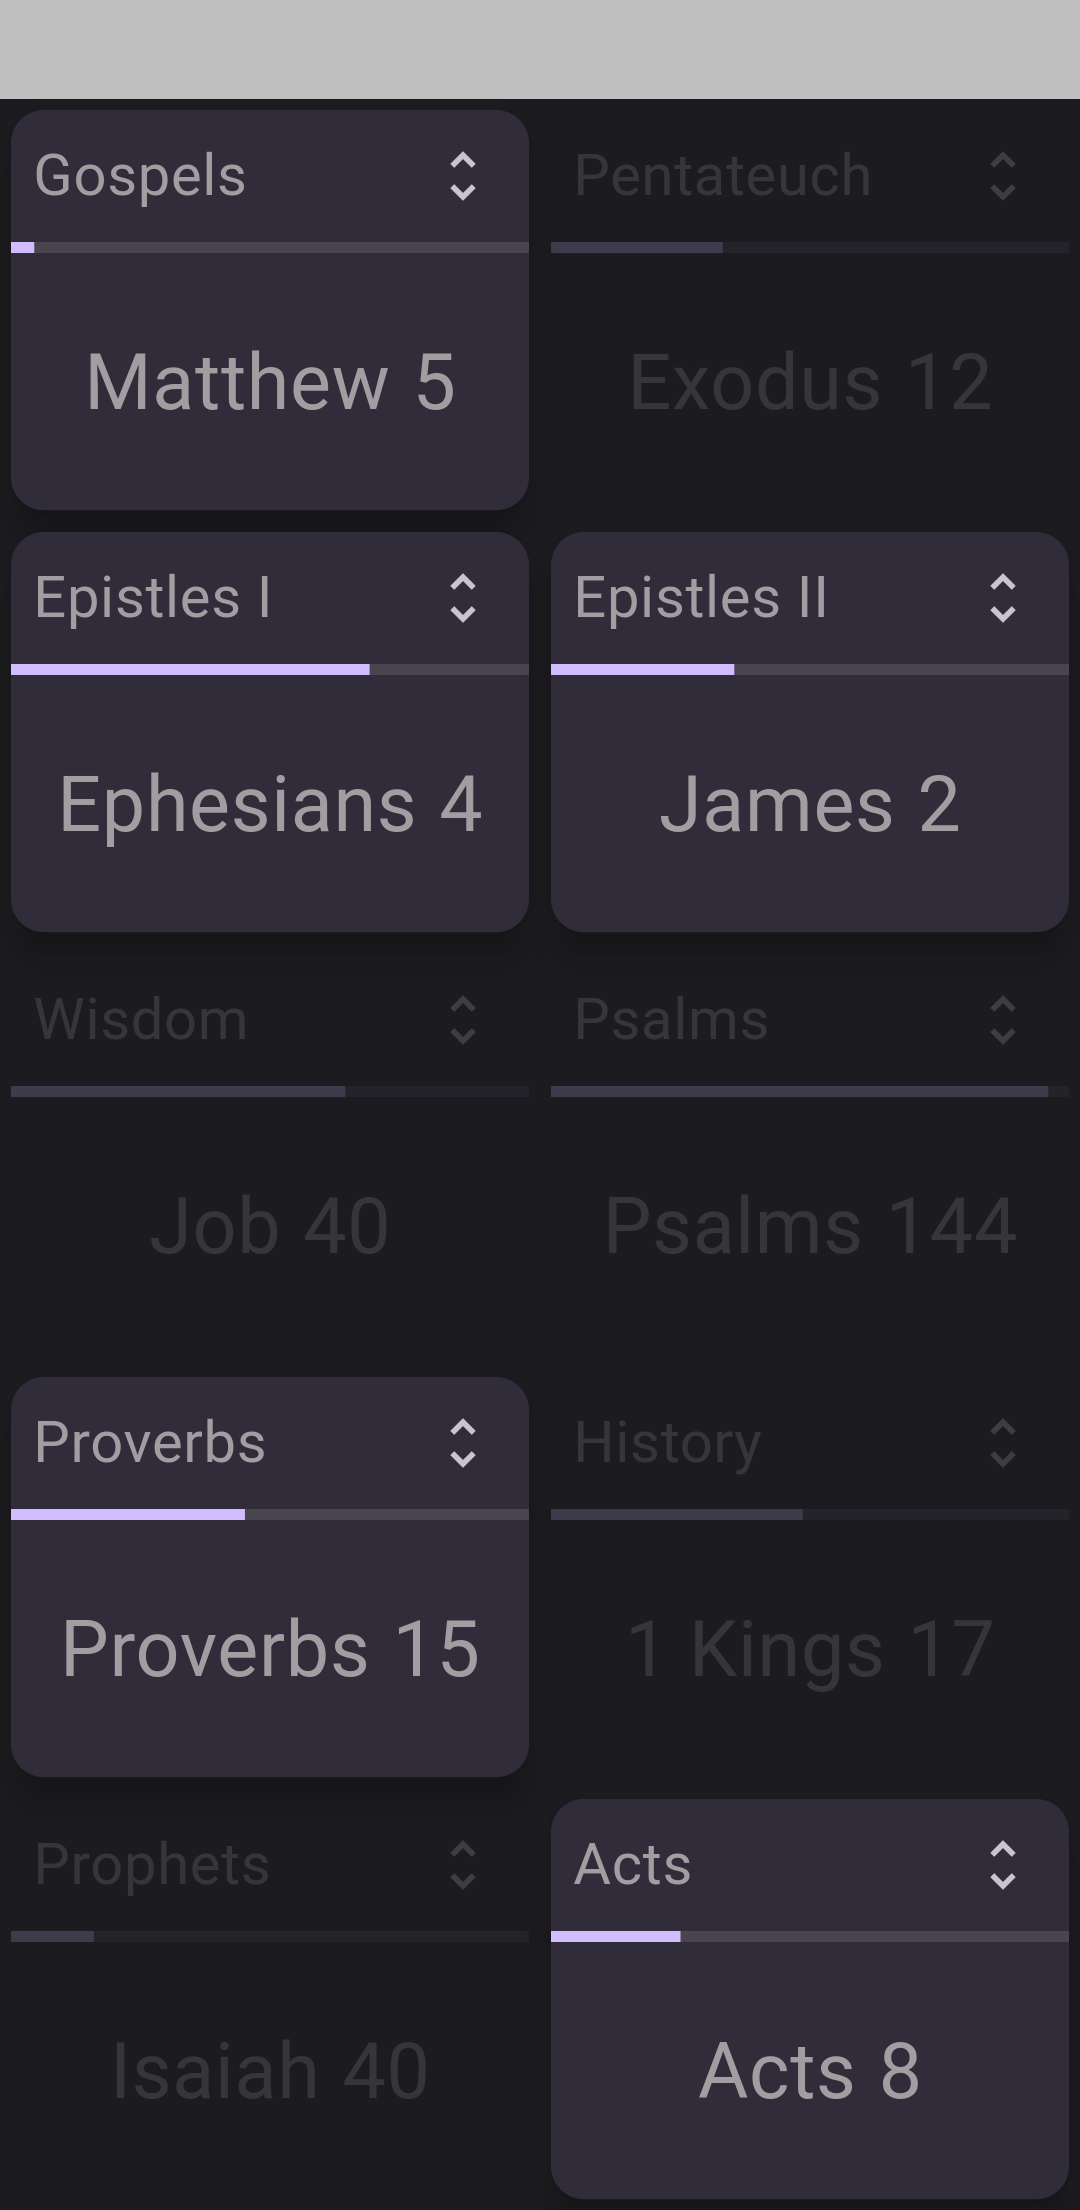 Gospels
Pentateuch
Matthew 5
Exodus 12
Epistles I
Epistles II
Ephesians 4
James 2
Wisdom
Psalms
Job 40
Psalms 144
Proverbs
History
Proverbs 15
1 Kings 17
Prophets
Acts
Isaiah 40
Acts 8